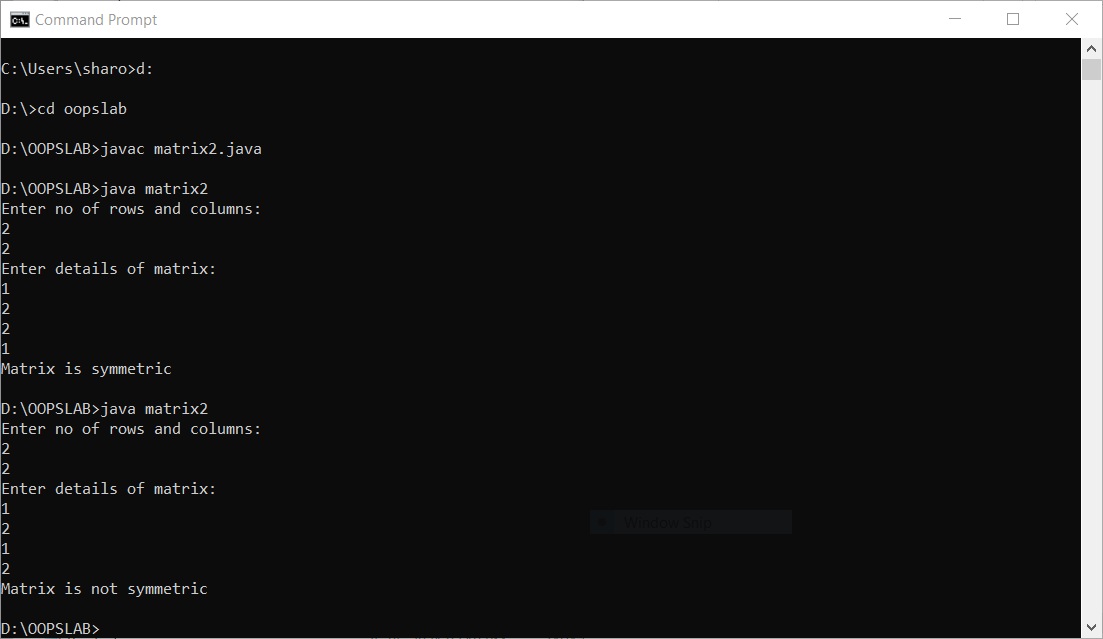 Command Prompt
C:\Users\sharo>d:
D:\>cd oopslab
D:\OOPSLAB>javac matrix2.java
D:\OOPSLAB>java matrix2
Enter no of rows and columns:
2
2
Enter details of matrix:
1
2
2
1
Matrix is symmetric
D:\OOPSLAB>java matrix2
Enter no of rows and columns:
2
2
Enter details of matrix:
1
2
1
2
Matrix is not symmetric
D:\OOPSLAB>
Window Snip